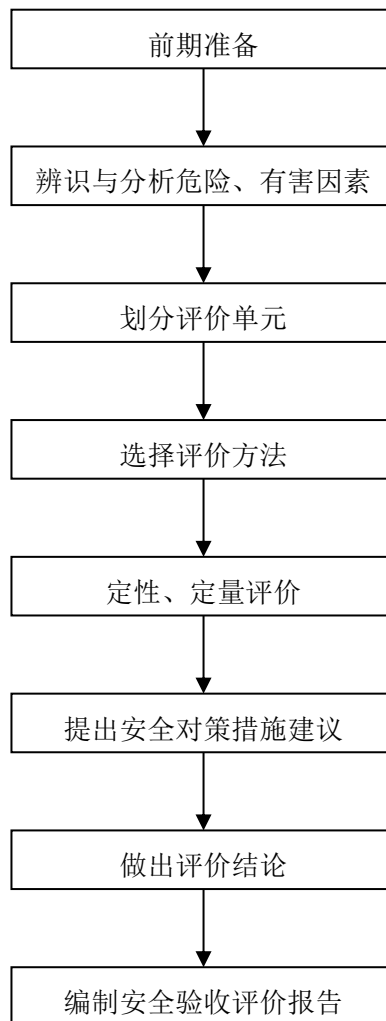 前期准备
辨识与分析危险、有害因素
划分评价单元
选择评价方法
定性、定量评价
提出安全对策措施建议
做出评价结论
编制安全验收评价报告